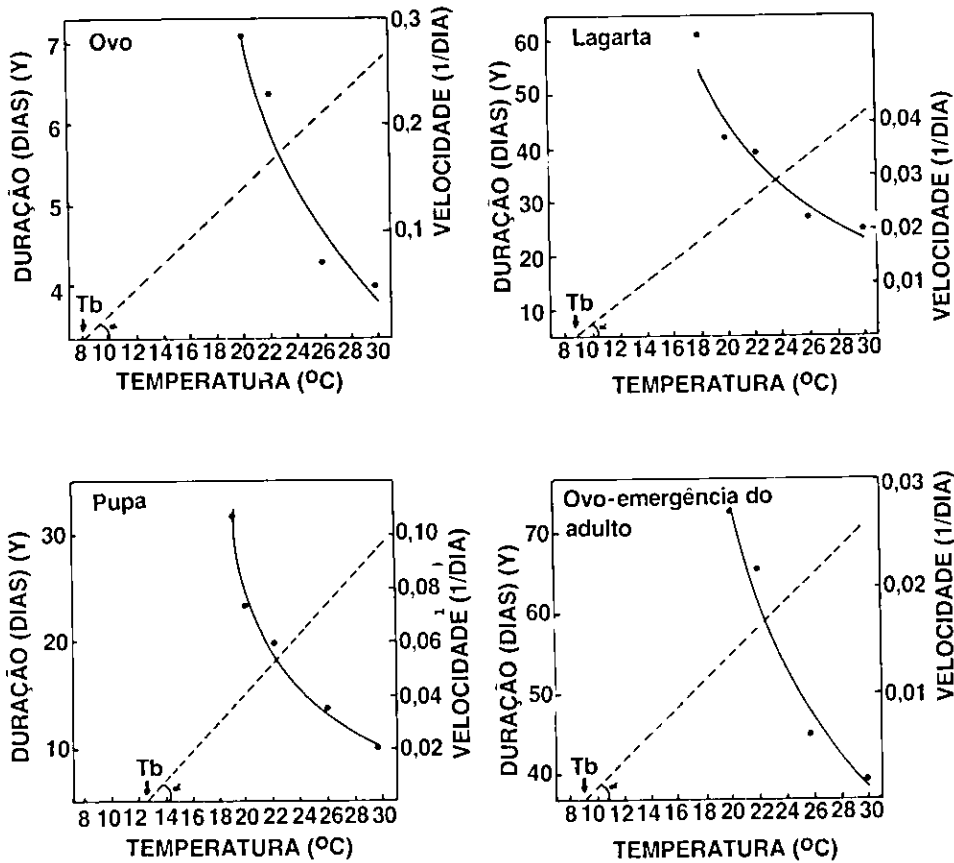 Ovo
DURAÇÃO (DIAS) (Y)
7
6
5
4
0,3
0,2
0,1
VELOCIDADE (1/DIA)
Tb
8 10 12 14 16 18 20 22 24 26 28 30
TEMPERATURA (ºC)
Lagarta
DURAÇÃO (DIAS) (Y)
60
50
40
30
20
10
0,04
0,03
0,02
0,01
VELOCIDADE (1/DIA)
Tb
8 10 12 14 16 18 20 22 24 26 28 30
TEMPERATURA (ºC)
Pupa
DURAÇÃO (DIAS) (Y)
30
20
10
0,10
0,08
0,06
0,04
0,02
VELOCIDADE (1/DIA)
Tb
8 10 12 14 16 18 20 22 24 26 28 30
TEMPERATURA (ºC)
Ovo-emergência do
adulto
DURAÇÃO (DIAS) (Y)
70
60
50
40
0,03
0,02
0,01
VELOCIDADE (1/DIA)
Tb
8 10 12 14 16 18 20 22 24 26 28 30
TEMPERATURA (ºC)